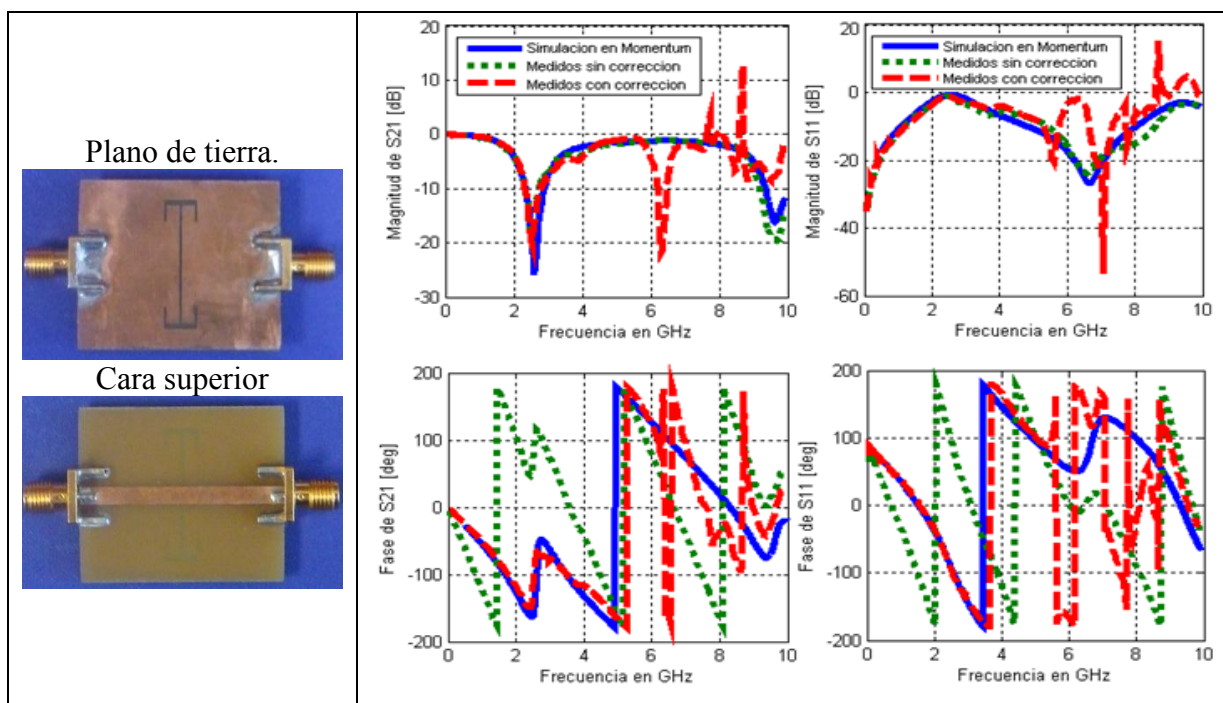 Plano de tierra.
Cara superior
Simulacion en Momentum
Medidos sin correccion
Medidos con correccion
Magnitud de S21 [dB]
20
10
0
-10
-20
-30
0
2
4
6
8
10
Frecuencia en GHz
Simulacion en Momentum
Medidos sin correccion
Medidos con correccion
Magnitud de S11 [dB]
20
0
-20
-40
-60
0
2
4
6
8
10
Frecuencia en GHz
Fase de S21 [deg]
200
100
0
-100
-200
0
2
4
6
8
10
Frecuencia en GHz
Fase de S11 [deg]
200
100
0
-100
-200
0
2
4
6
8
10
Frecuencia en GHz